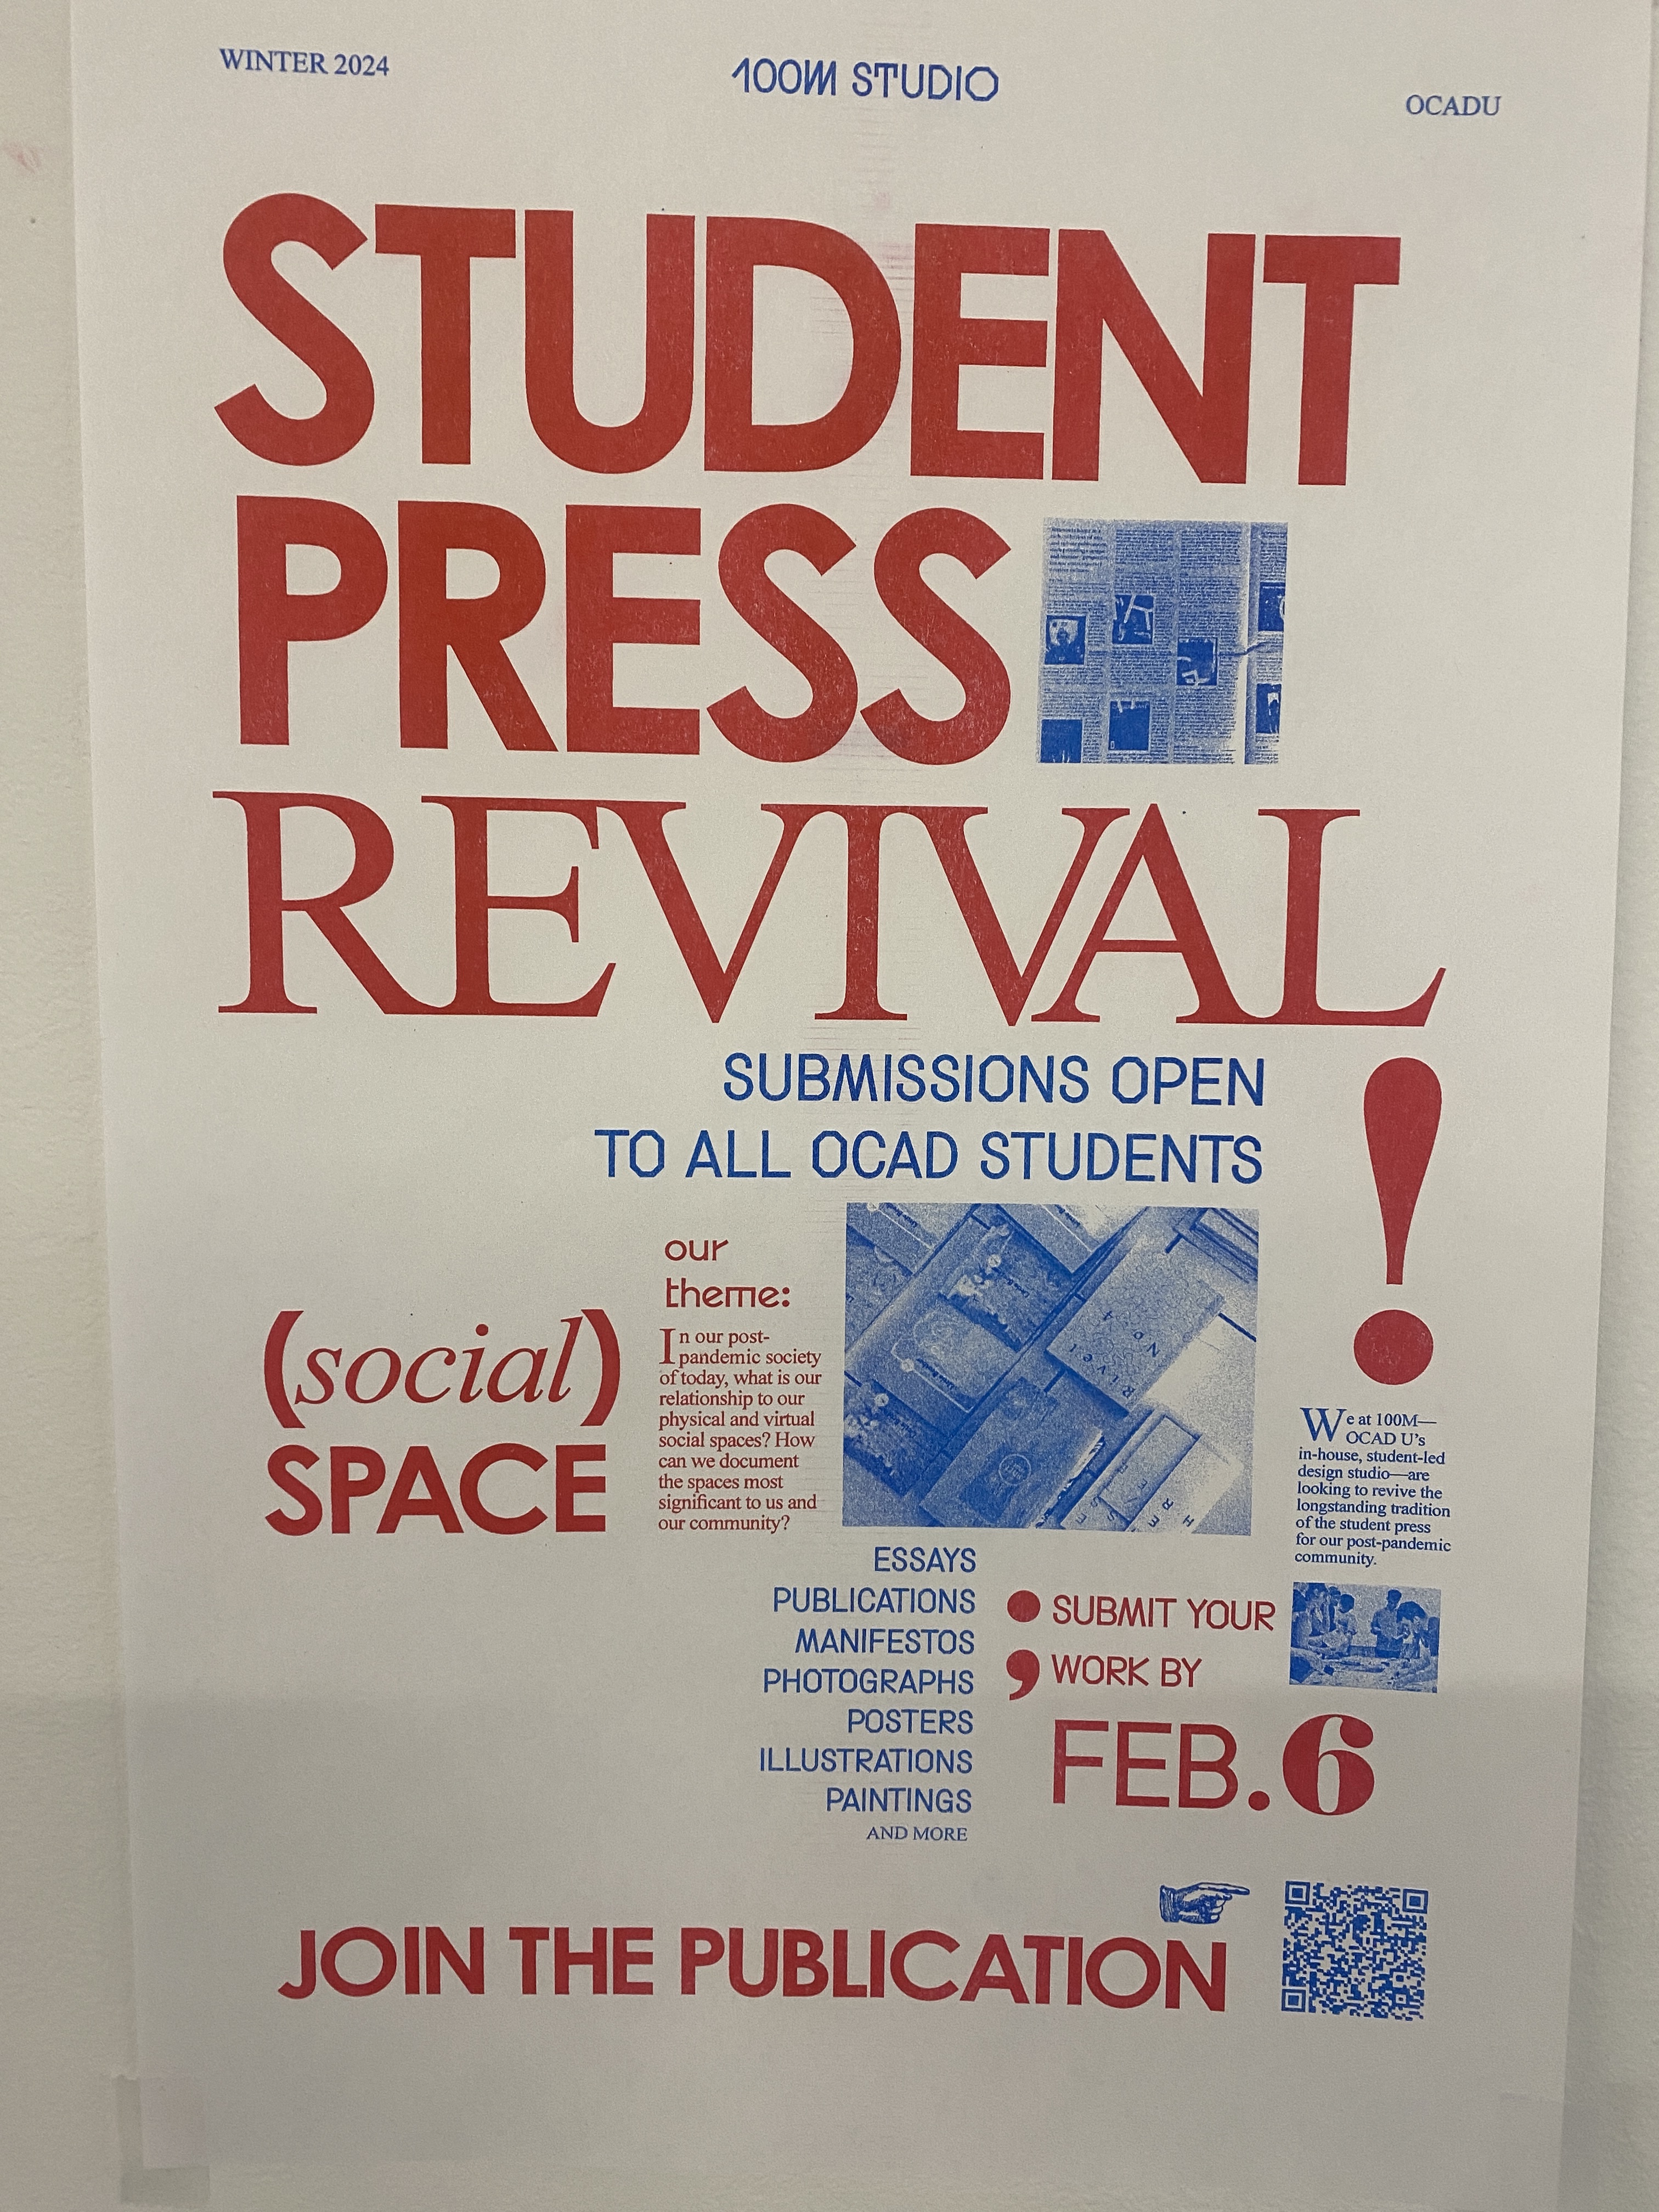 WINTER 2024
100M STUDIO
OCADU
STUDENT
PRESS
REVIVAL
!
SUBMISSIONS OPEN
TO ALL OCAD STUDENTS
(social)
SPACE
our
theme:
In our post-
pandemic society
of today, what is our
relationship to our
physical and virtual
social spaces? How
can we document
the spaces most
significant to us and
our community?
River
No 4
We at 100M—
OCAD U's
in-house, student-led
design studio—are
looking to revive the
longstanding tradition
of the student press
for our post-pandemic
community.
ESSAYS
PUBLICATIONS
MANIFESTOS
PHOTOGRAPHS
POSTERS
ILLUSTRATIONS
PAINTINGS
AND MORE
; SUBMIT YOUR
WORK BY
FEB.6
JOIN THE PUBLICATION